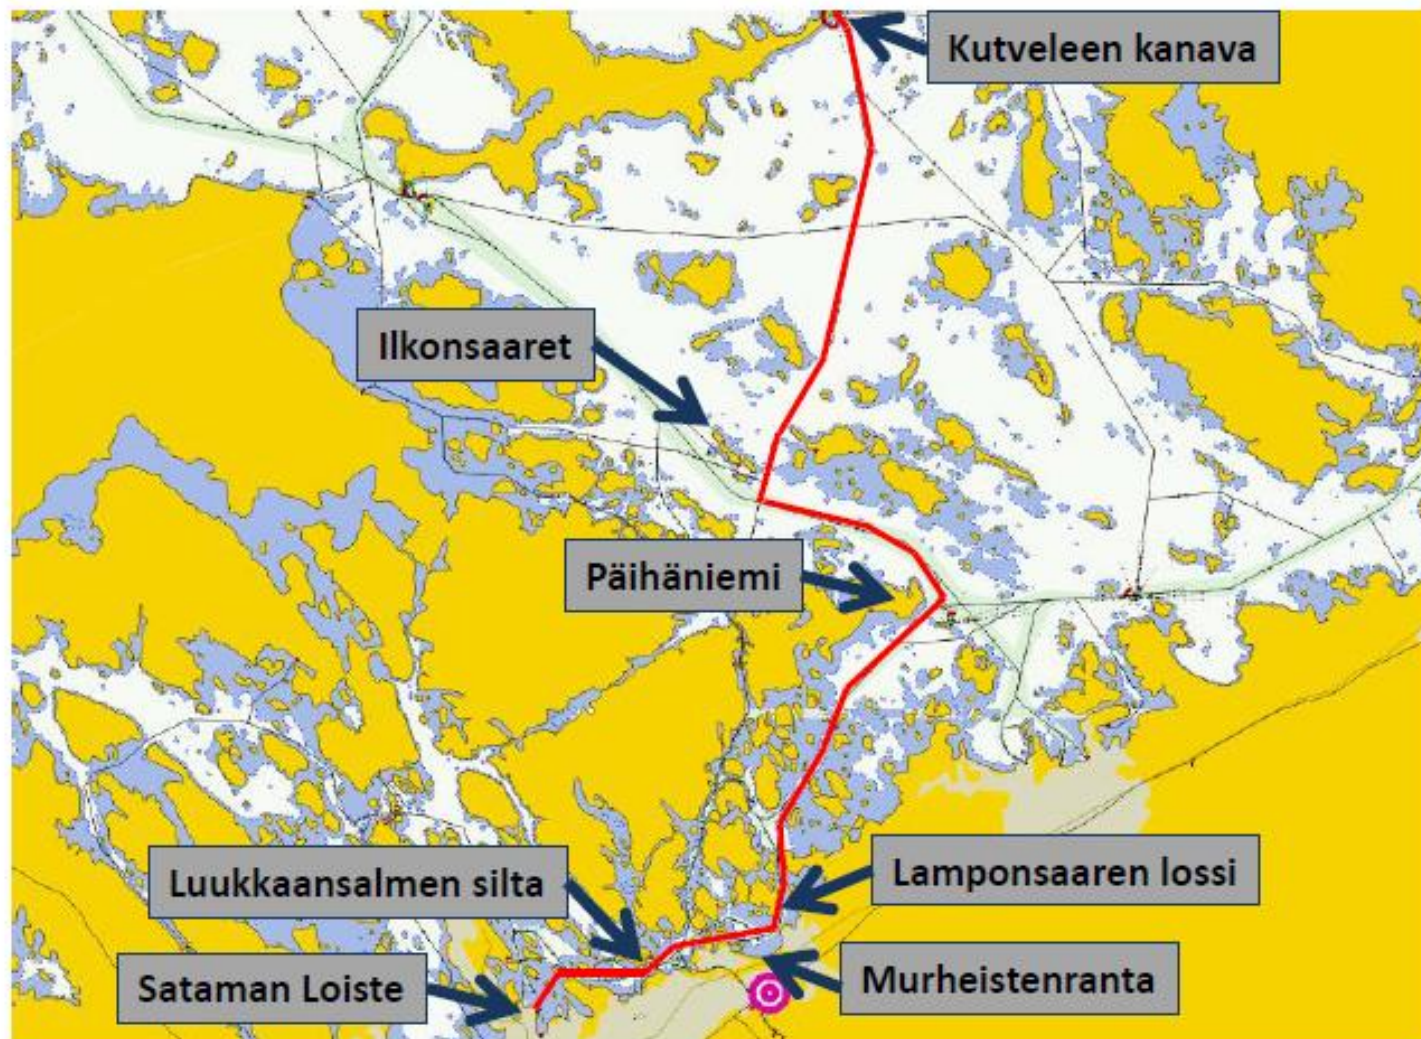 Kutveleen kanava
Ilkonsaaret
Päihäniemi
Luukkaansalmen silta
Lamponsaaren lossi
Sataman Loiste
Murheistenranta